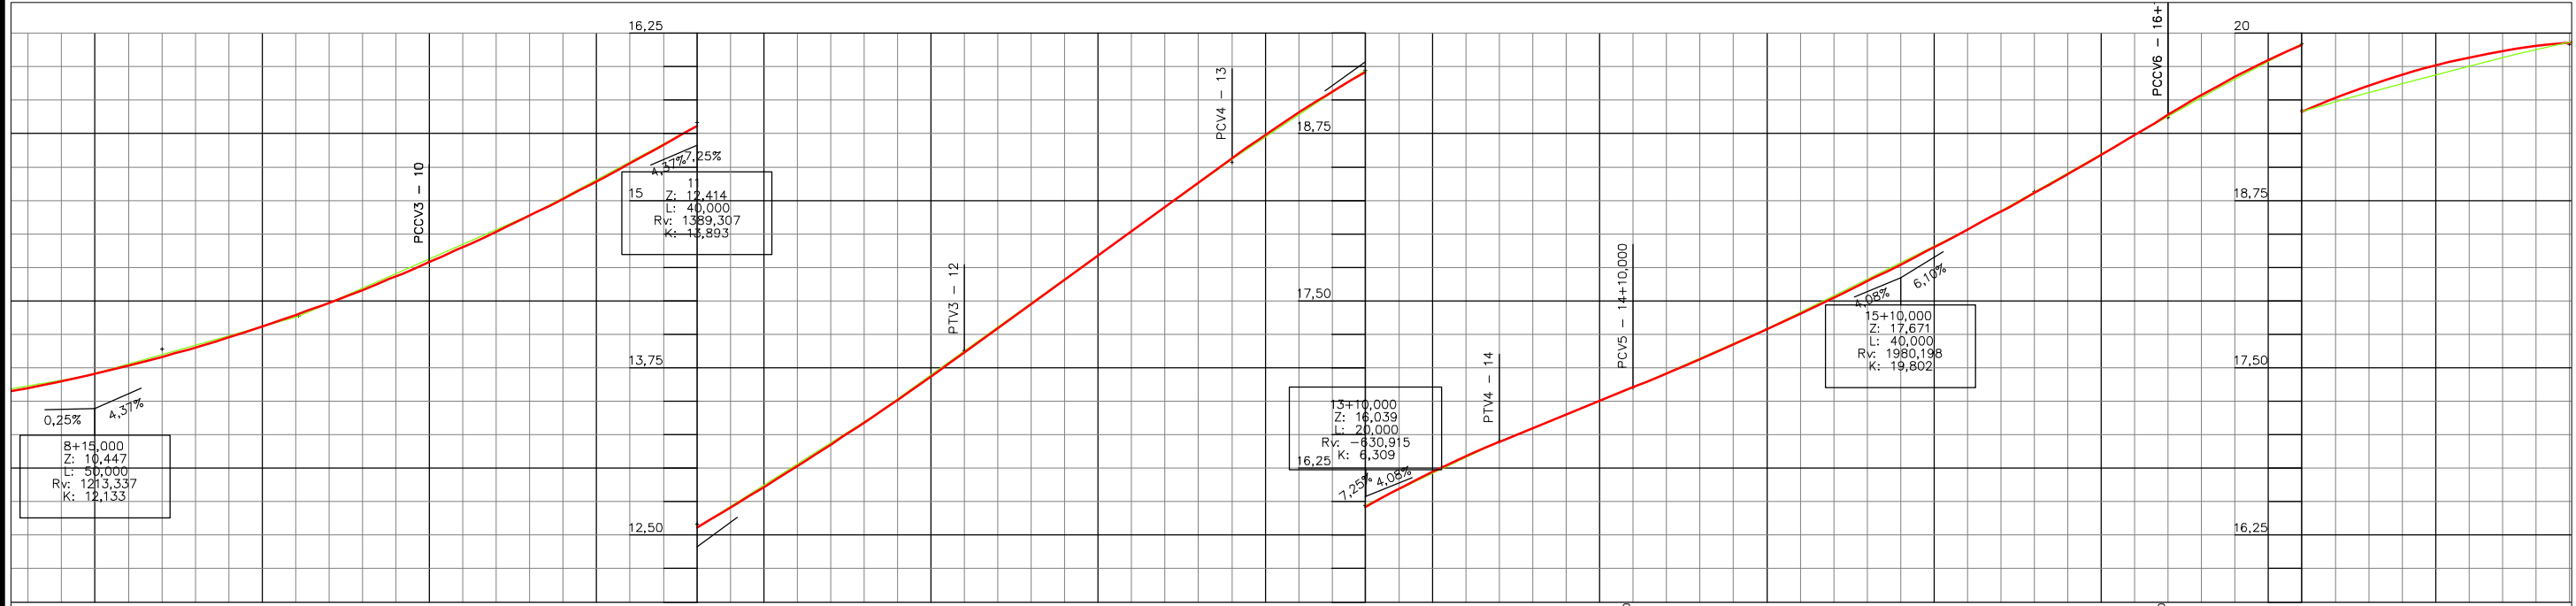 0,25%
4,37%
8+15,000
Z: 10,447
L: 50,000
Rv: 1213,337
K: 12,133
PCCV3 - 10
16,25
15
13,75
12,50
4,37%
7,25%
11
Z: 12,414
L: 40,000
Rv: 1389,307
K: 13,893
PTV3 - 12
PCV4 - 13
18,75
17,50
16,25
13+10,000
Z: 16,039
L: 20,000
Rv: -630,915
K: 6,309
7,25%
4,08%
PTV4 - 14
PCV5 - 14+10,000
4,08%
6,10%
15+10,000
Z: 17,671
L: 40,000
Rv: 1980,198
K: 19,802
PCCV6 - 16+
20
18,75
17,50
16,25